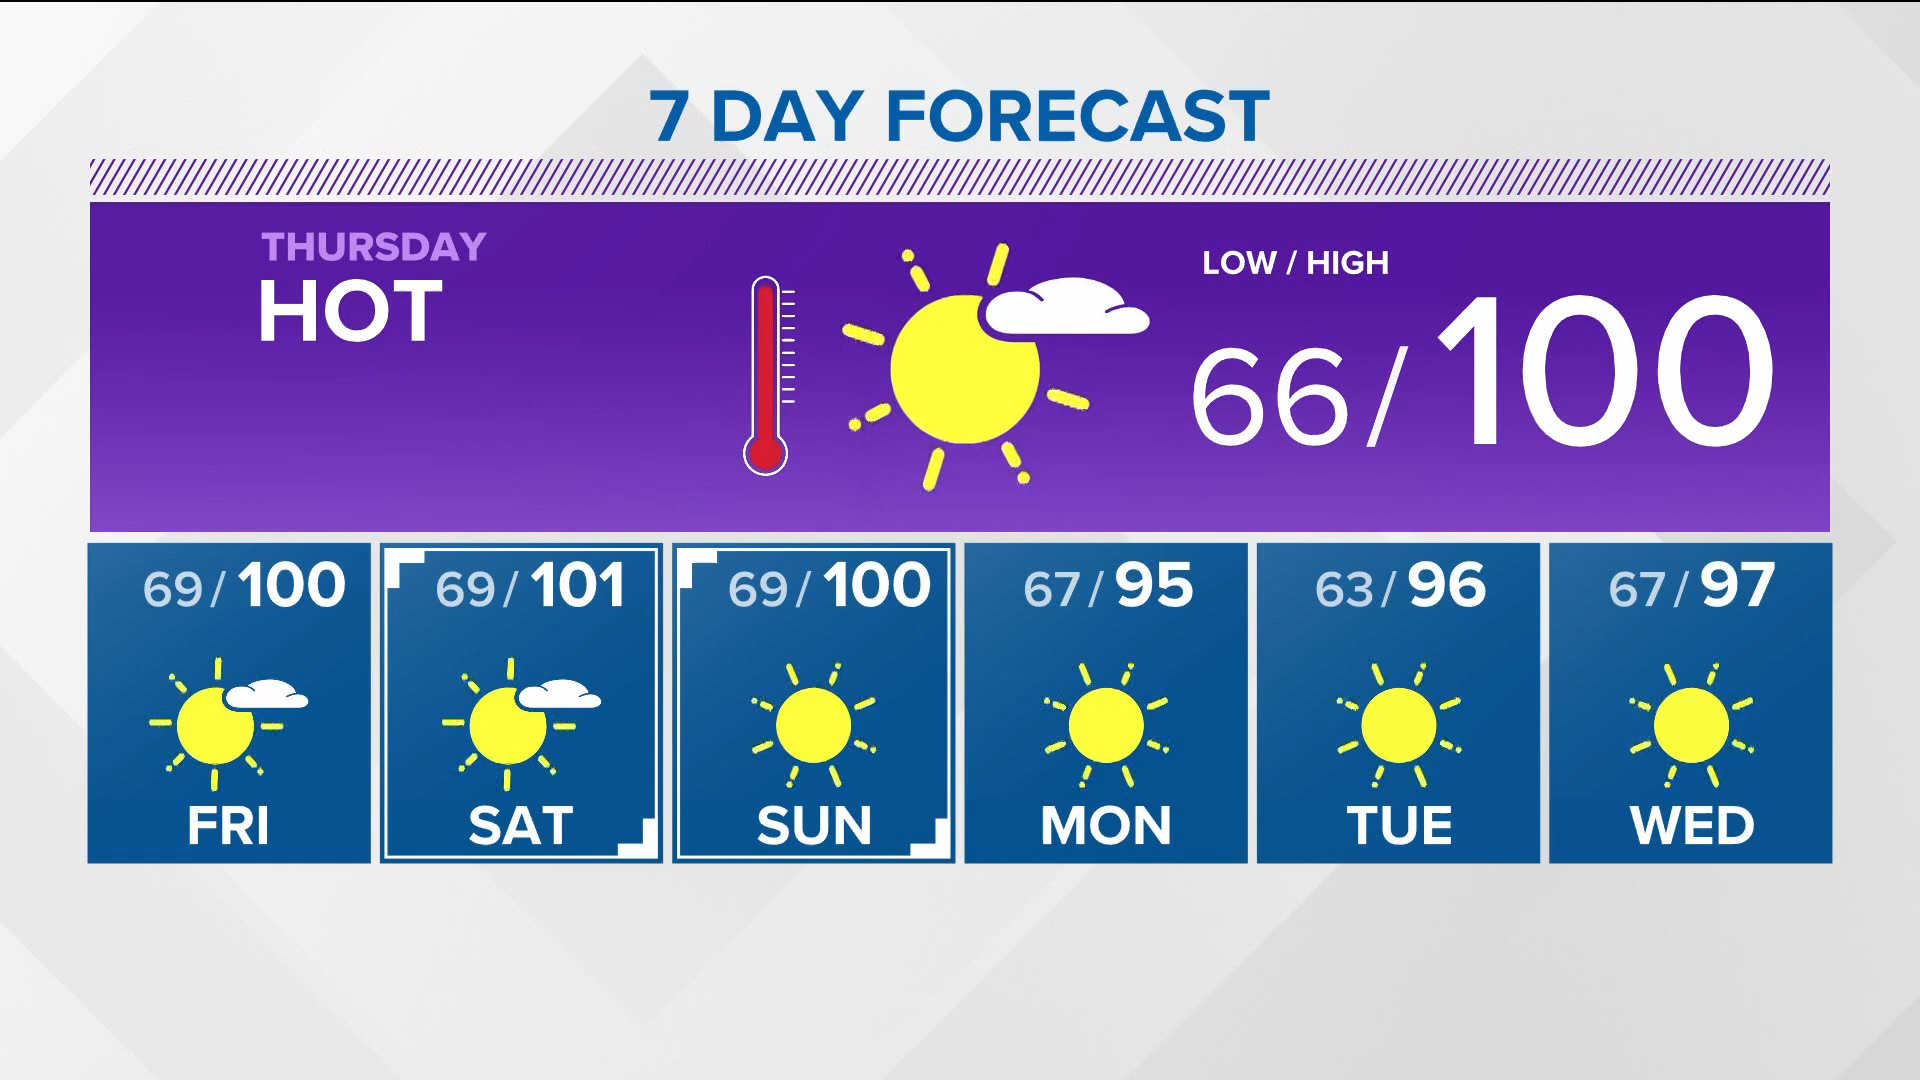 7 DAY FORECAST
THURSDAY
HOT
LOW / HIGH
66/100
69/100
69/101
69/100
67/95
63/96
67/97
FRI
SAT
SUN
MON
TUE
WED